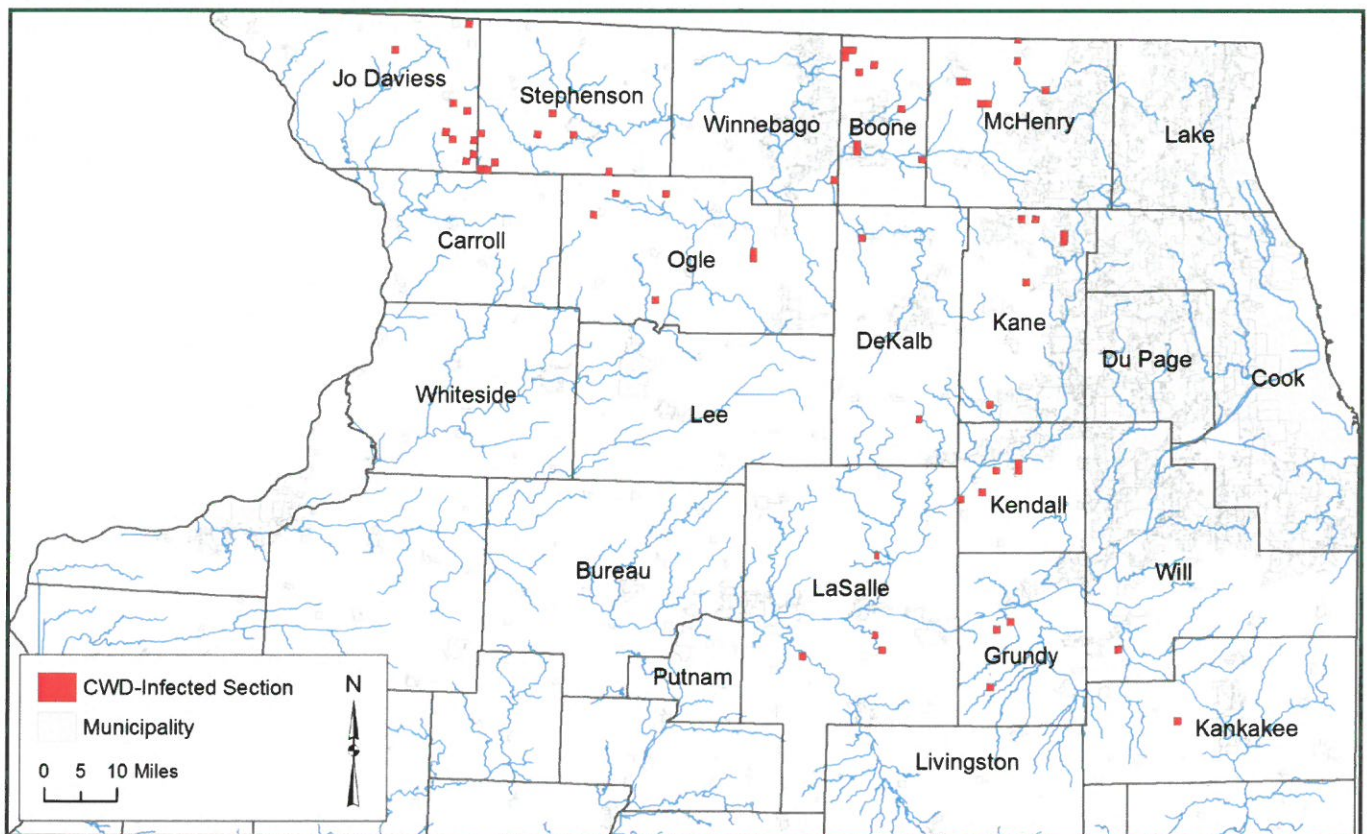 Jo Daviess
Stephenson
Winnebago
Boone
McHenry
Lake
Carroll
Ogle
DeKalb
Kane
Du Page
Cook
Whiteside
Lee
Kendall
Bureau
LaSalle
Will
Putnam
Grundy
Kankakee
Livingston
CWD-Infected Section
Municipality
N
0 5 10 Miles